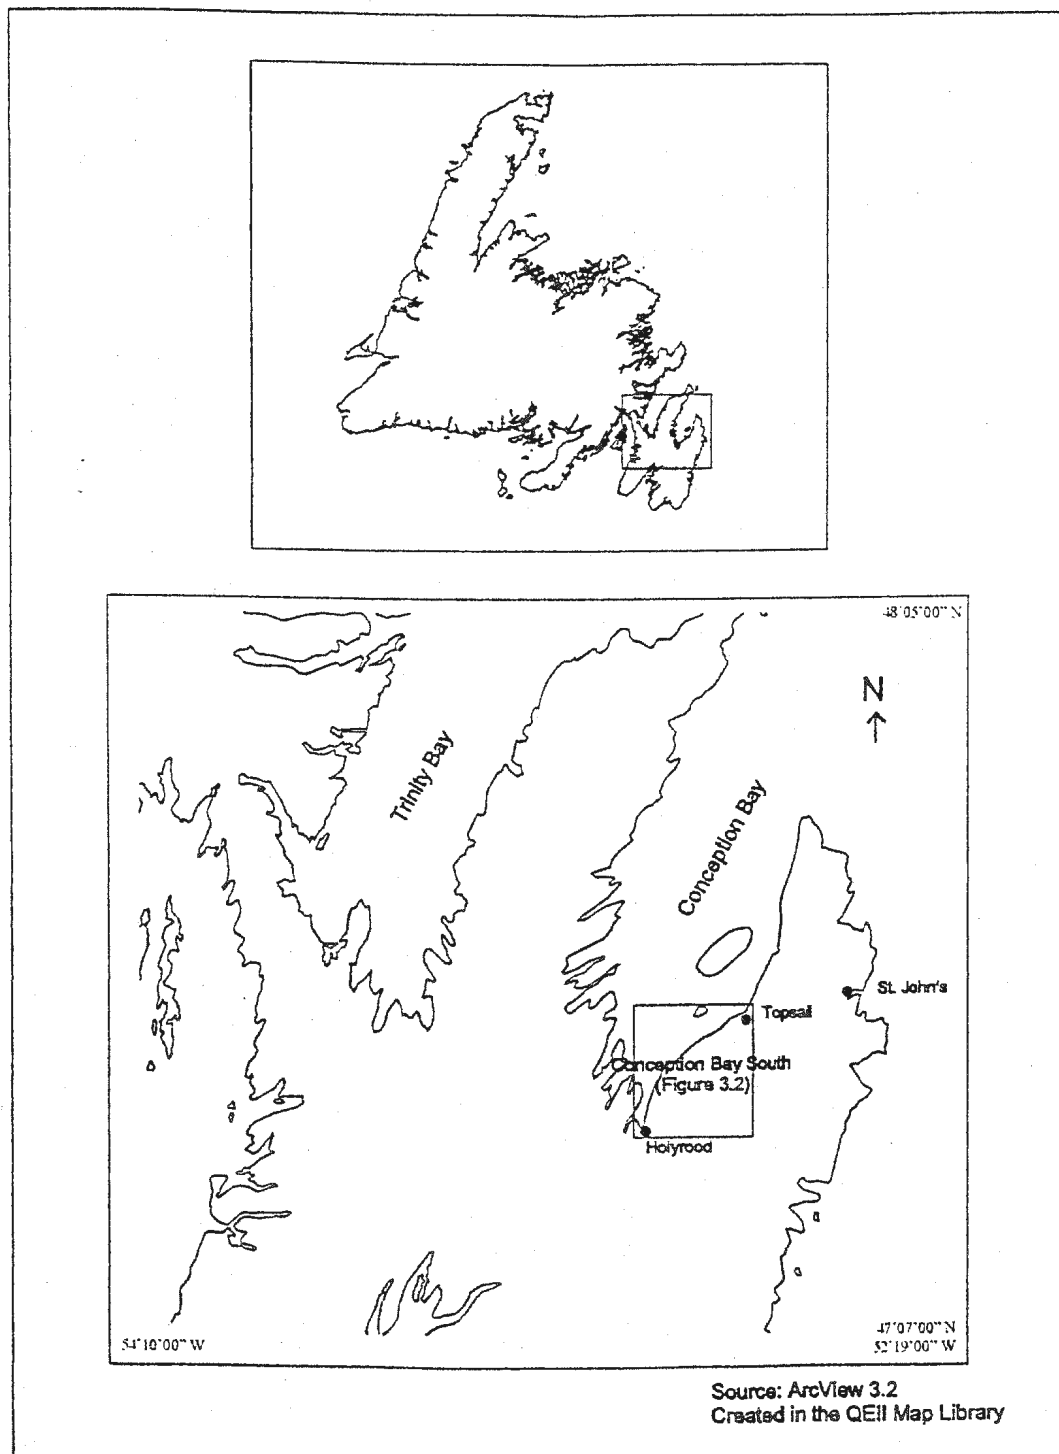 48°05'00" N
N
Trinity Bay
Conception Bay
St. John's
Topsail
Conception Bay South
(Figure 3.2)
Holyrood
54°10'00" W
47°07'00" N
52°19'00" W
Source: ArcView 3.2
Created in the QEII Map Library